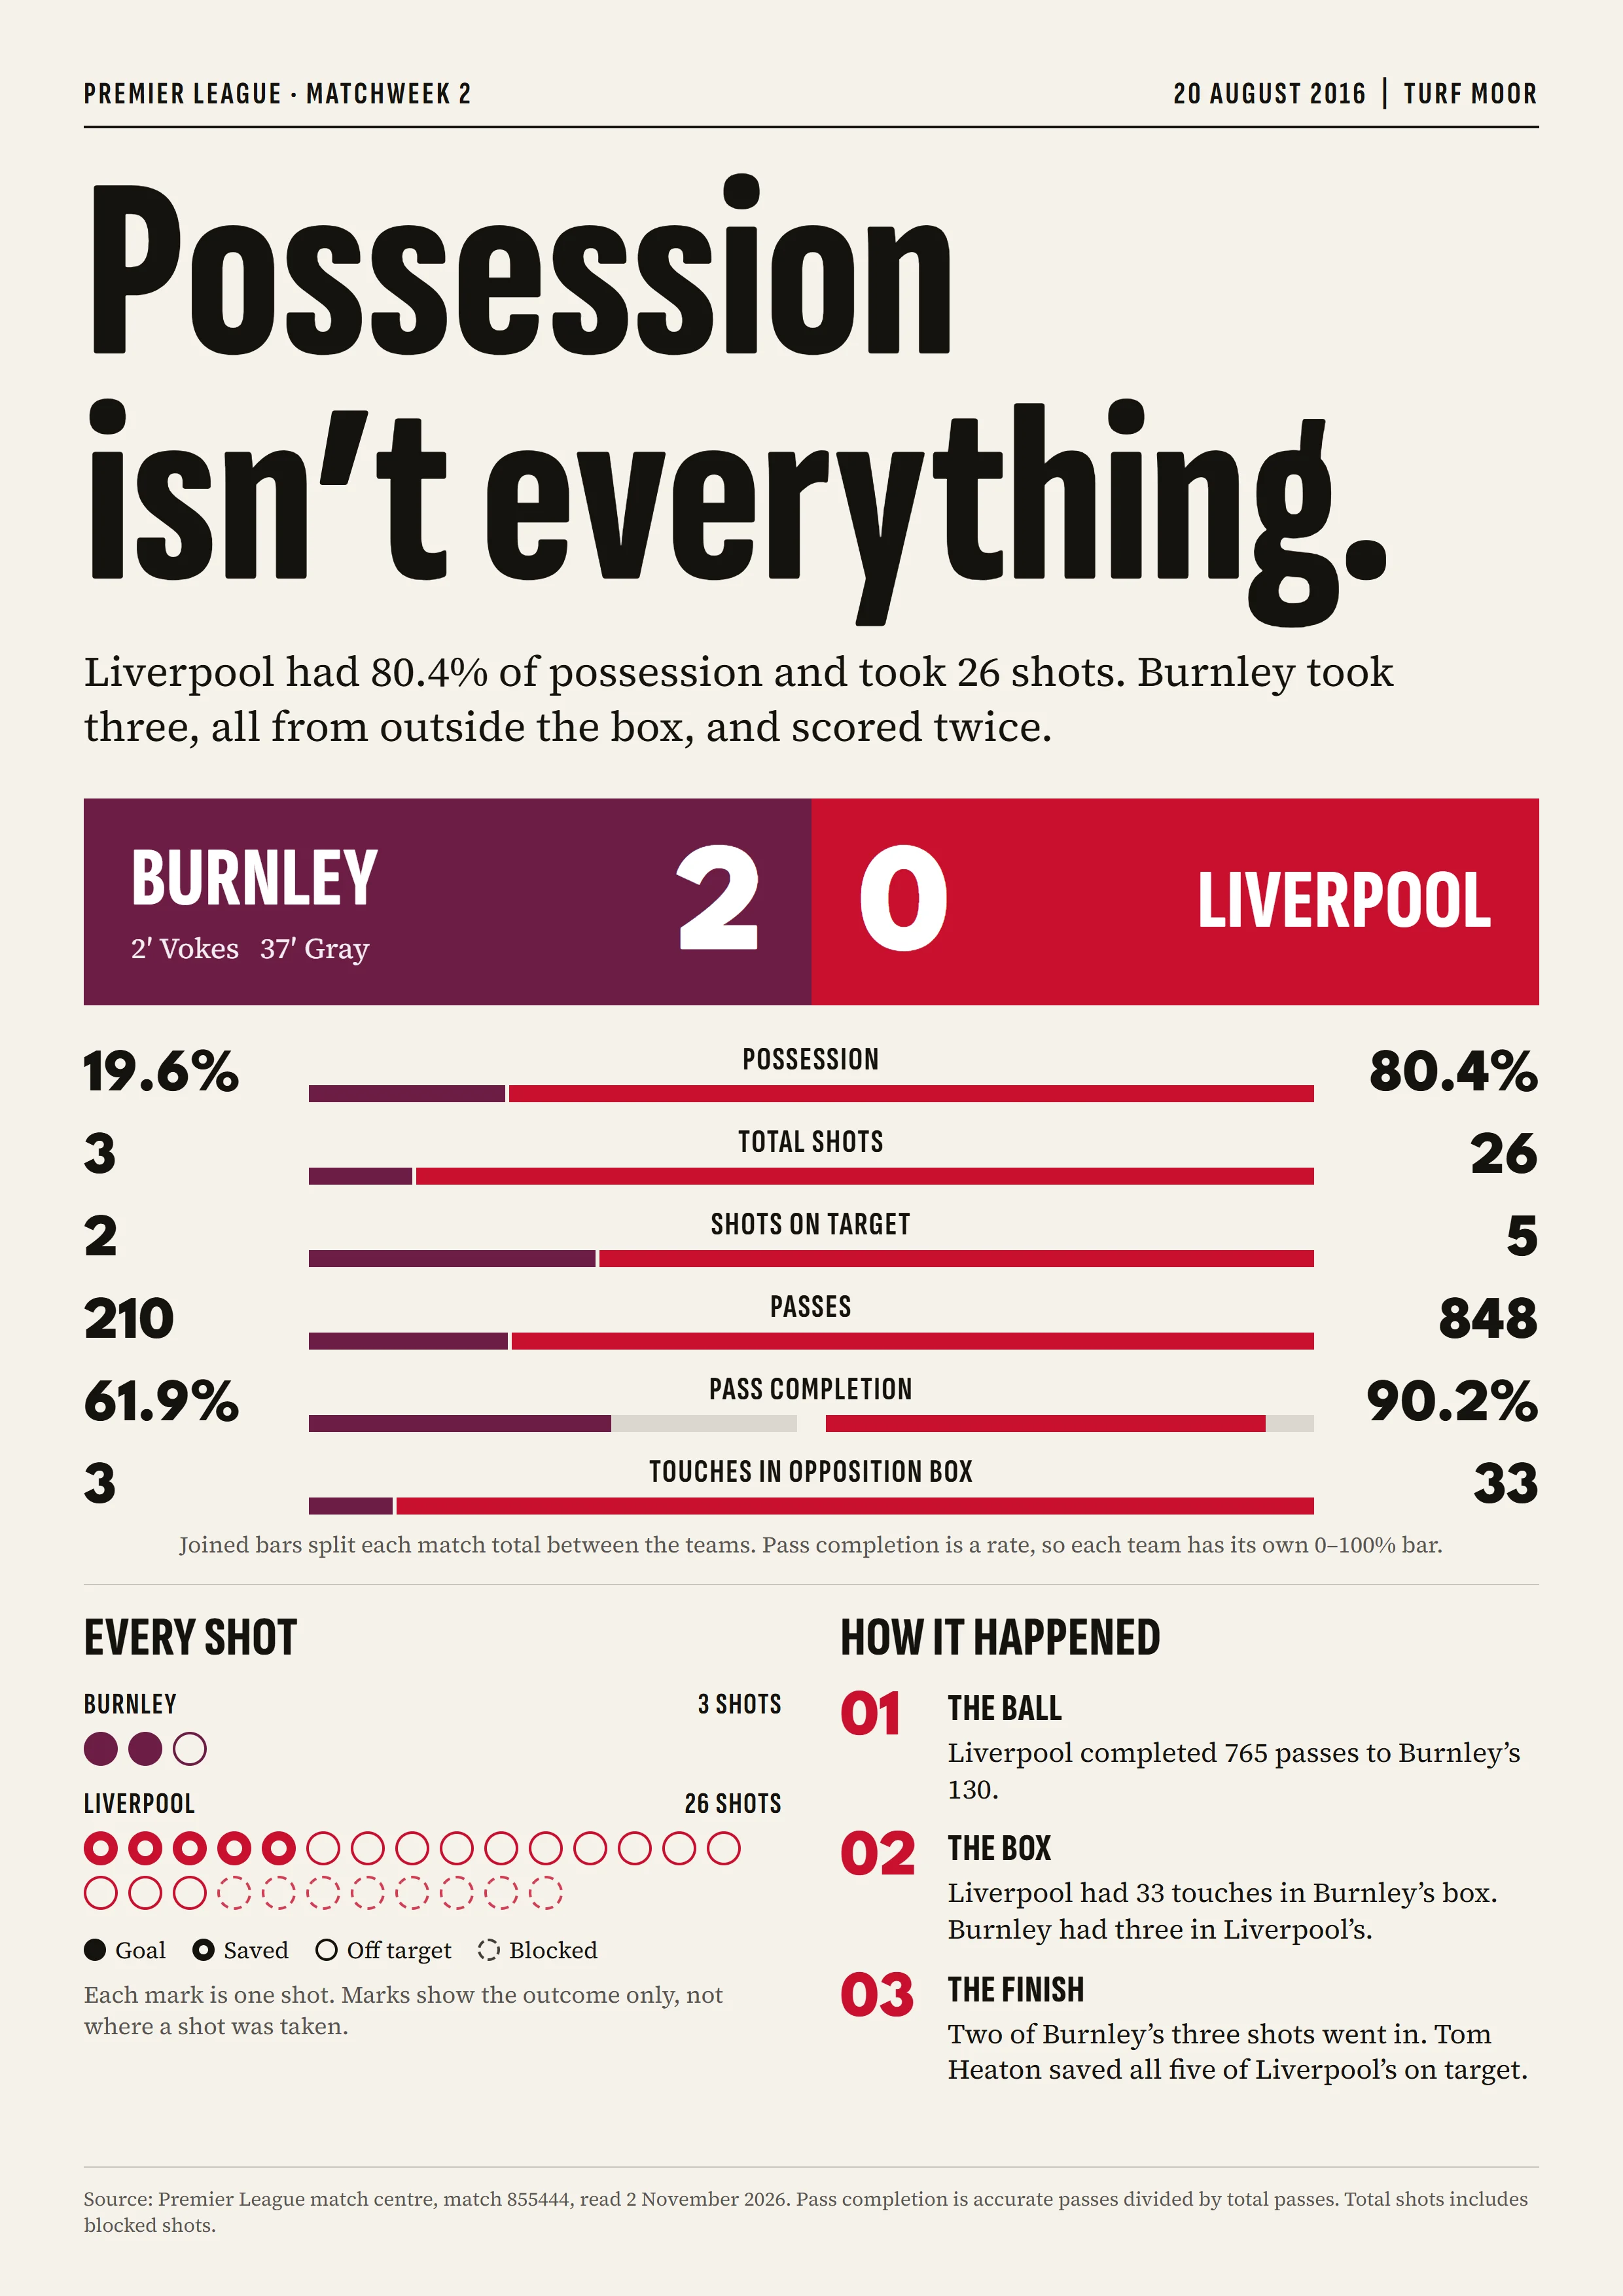 PREMIER LEAGUE · MATCHWEEK 2
20 AUGUST 2016 | TURF MOOR
Possession
isn’t everything.
Liverpool had 80.4% of possession and took 26 shots. Burnley took
three, all from outside the box, and scored twice.
BURNLEY
2′ Vokes 37′ Gray
2
0
LIVERPOOL
19.6%
POSSESSION
80.4%
3
TOTAL SHOTS
26
2
SHOTS ON TARGET
5
210
PASSES
848
61.9%
PASS COMPLETION
90.2%
3
TOUCHES IN OPPOSITION BOX
33
Joined bars split each match total between the teams. Pass completion is a rate, so each team has its own 0–100% bar.
EVERY SHOT
BURNLEY
3 SHOTS
LIVERPOOL
26 SHOTS
Goal
Saved
Off target
Blocked
Each mark is one shot. Marks show the outcome only, not
where a shot was taken.
HOW IT HAPPENED
01
THE BALL
Liverpool completed 765 passes to Burnley’s
130.
02
THE BOX
Liverpool had 33 touches in Burnley’s box.
Burnley had three in Liverpool’s.
03
THE FINISH
Two of Burnley’s three shots went in. Tom
Heaton saved all five of Liverpool’s on target.
Source: Premier League match centre, match 855444, read 2 November 2026. Pass completion is accurate passes divided by total passes. Total shots includes
blocked shots.